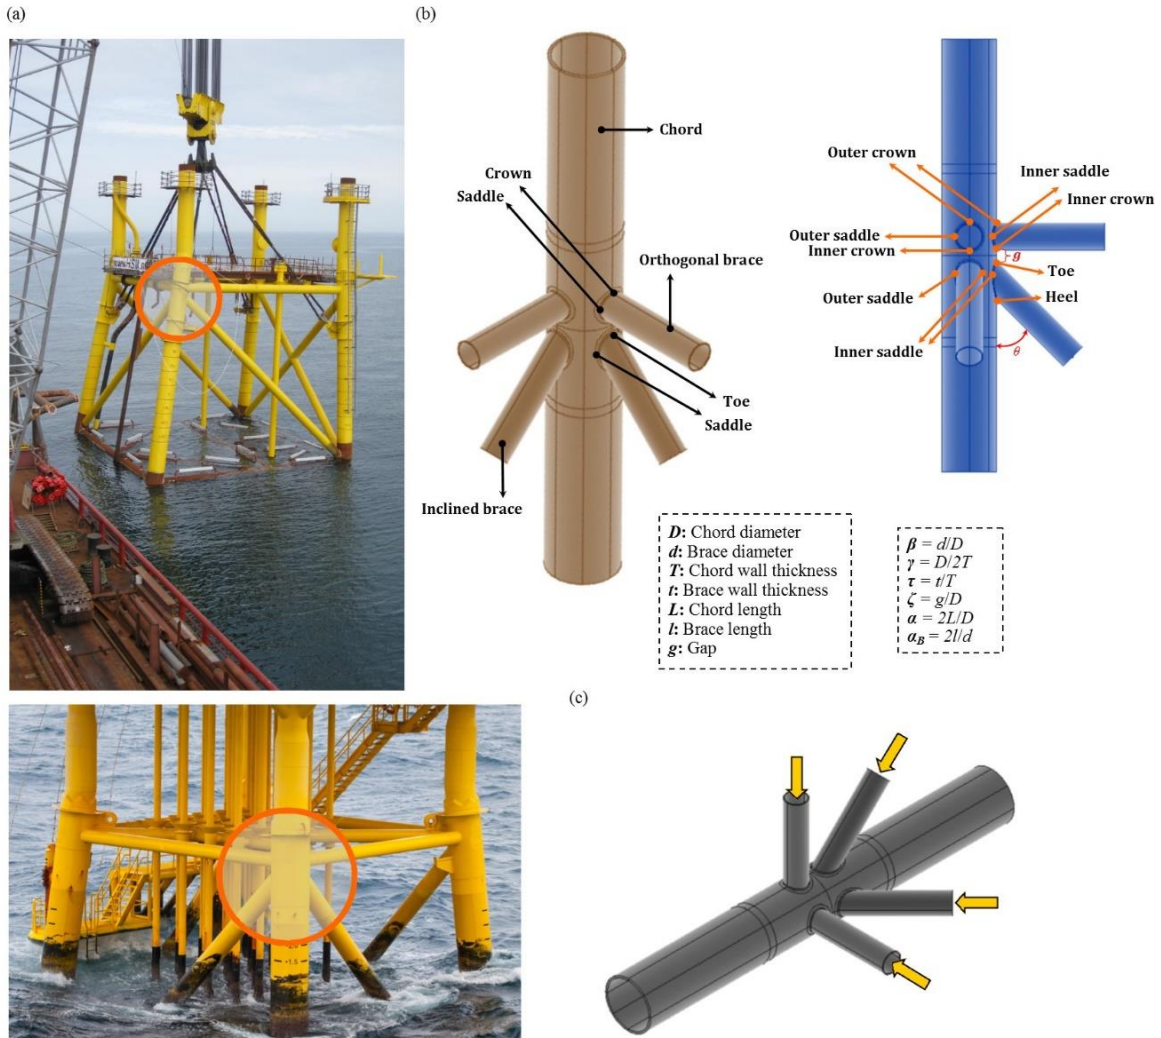 (a)
(b)
Chord
Crown
Saddle
Orthogonal brace
Toe
Saddle
Inclined brace
Outer crown
Inner saddle
Inner crown
Outer saddle
Inner crown
g
Toe
Outer saddle
Heel
Inner saddle
θ
D: Chord diameter
d: Brace diameter
T: Chord wall thickness
t: Brace wall thickness
L: Chord length
l: Brace length
g: Gap
β = d/D
γ = D/2T
τ = t/T
ζ = g/D
α = 2L/D
α_B = 2l/d
(c)